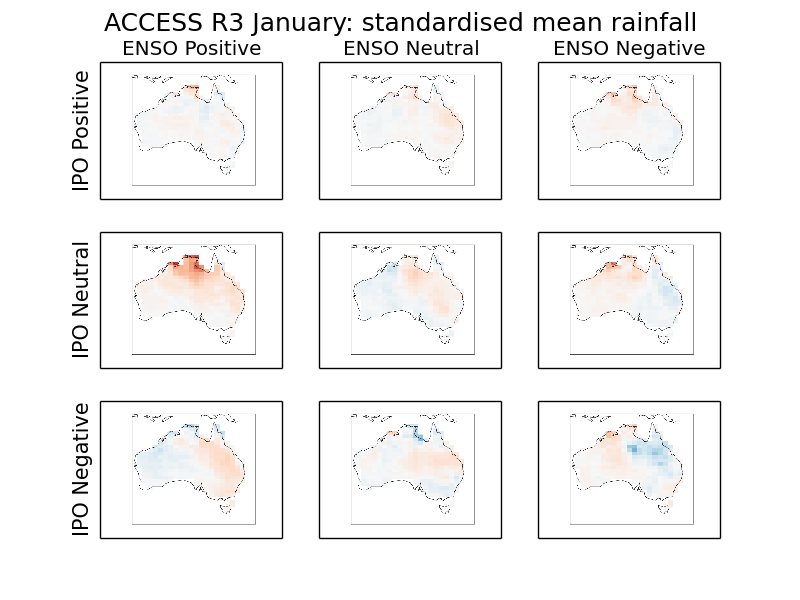 ACCESS R3 January: standardised mean rainfall
ENSO Positive
ENSO Neutral
ENSO Negative
IPO Positive
IPO Neutral
IPO Negative